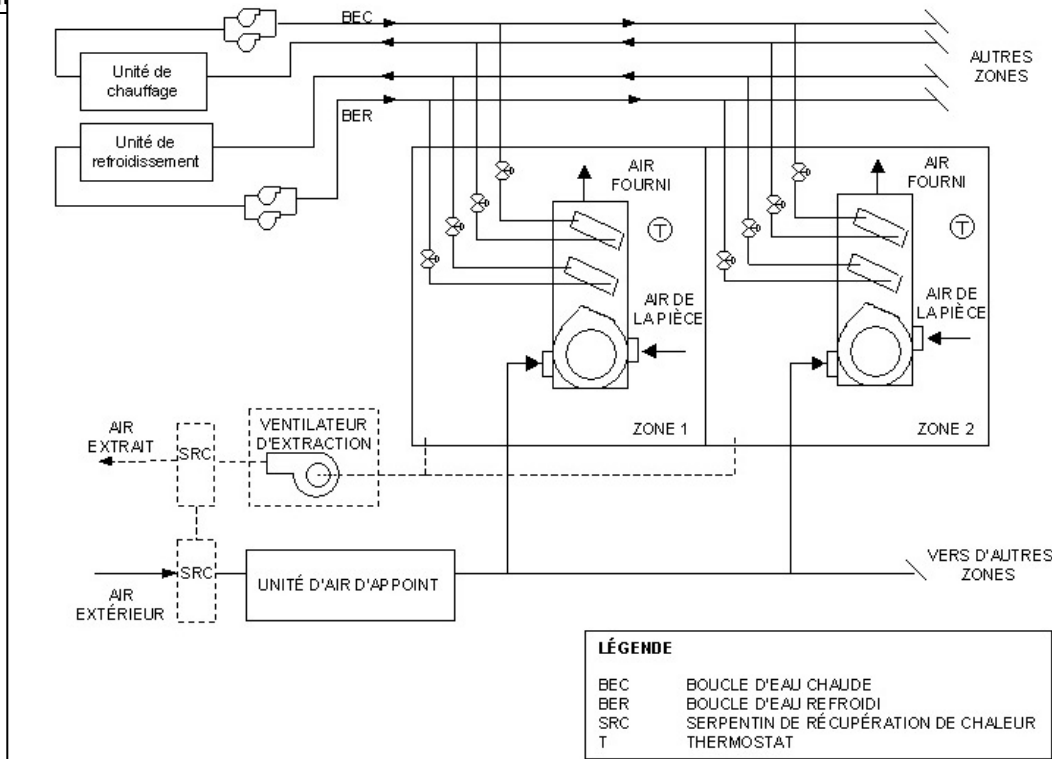 BEC
Unité de
chauffage
AUTRES
ZONES
BER
Unité de
refroidissement
AIR
FOURNI
T
AIR DE
LA PIÈCE
ZONE 1
AIR
FOURNI
T
AIR DE
LA PIÈCE
ZONE 2
AIR
EXTRAIT
SRC
VENTILATEUR
D'EXTRACTION
AIR
EXTÉRIEUR
SRC
UNITÉ D'AIR D'APPOINT
VERS D'AUTRES
ZONES
LÉGENDE
BEC BOUCLE D'EAU CHAUDE
BER BOUCLE D'EAU REFROIDI
SRC SERPENTIN DE RÉCUPÉRATION DE CHALEUR
T THERMOSTAT